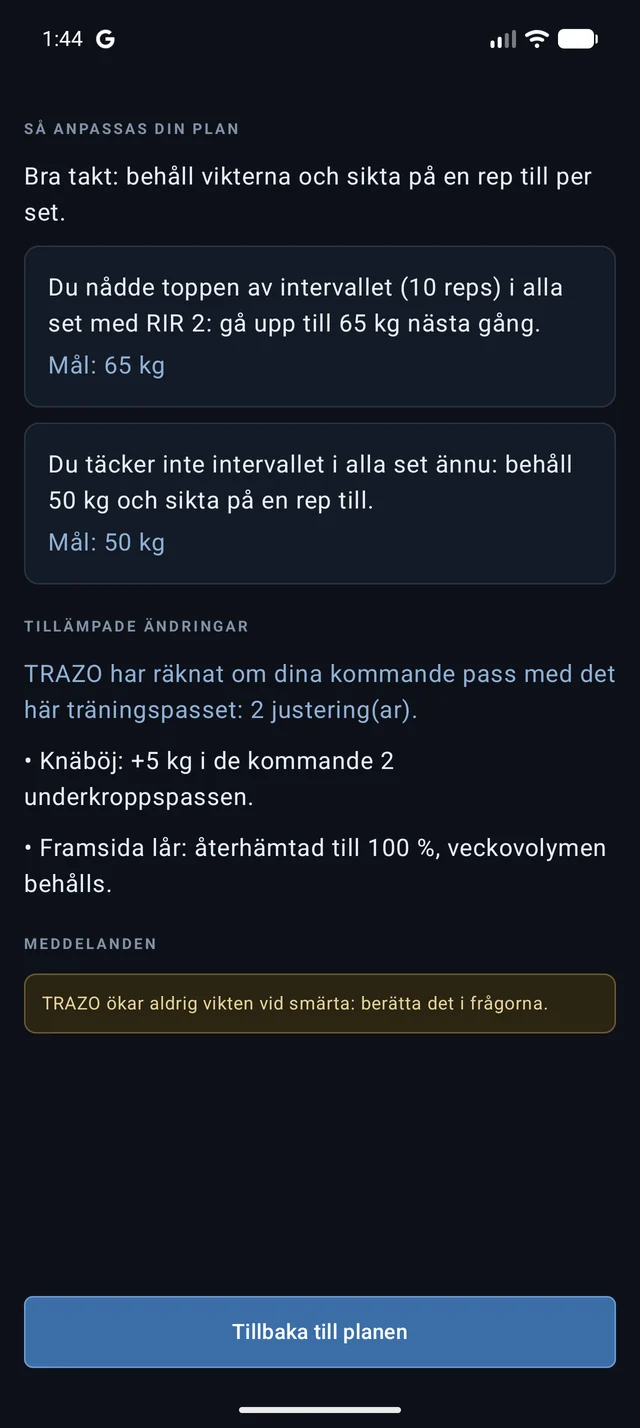 1:44 G
SÅ ANPASSAS DIN PLAN
Bra takt: behåll vikterna och sikta på en rep till per
set.
Du nådde toppen av intervallet (10 reps) i alla
set med RIR 2: gå upp till 65 kg nästa gång.
Mål: 65 kg
Du täcker inte intervallet i alla set ännu: behåll
50 kg och sikta på en rep till.
Mål: 50 kg
TILLÄMPADE ÄNDRINGAR
TRAZO har räknat om dina kommande pass med det
här träningspasset: 2 justering(ar).
• Knäböj: +5 kg i de kommande 2
underkroppspassen.
• Framsida lår: återhämtad till 100 %, veckovolymen
behålls.
MEDDELANDEN
TRAZO ökar aldrig vikten vid smärta: berätta det i frågorna.
Tillbaka till planen